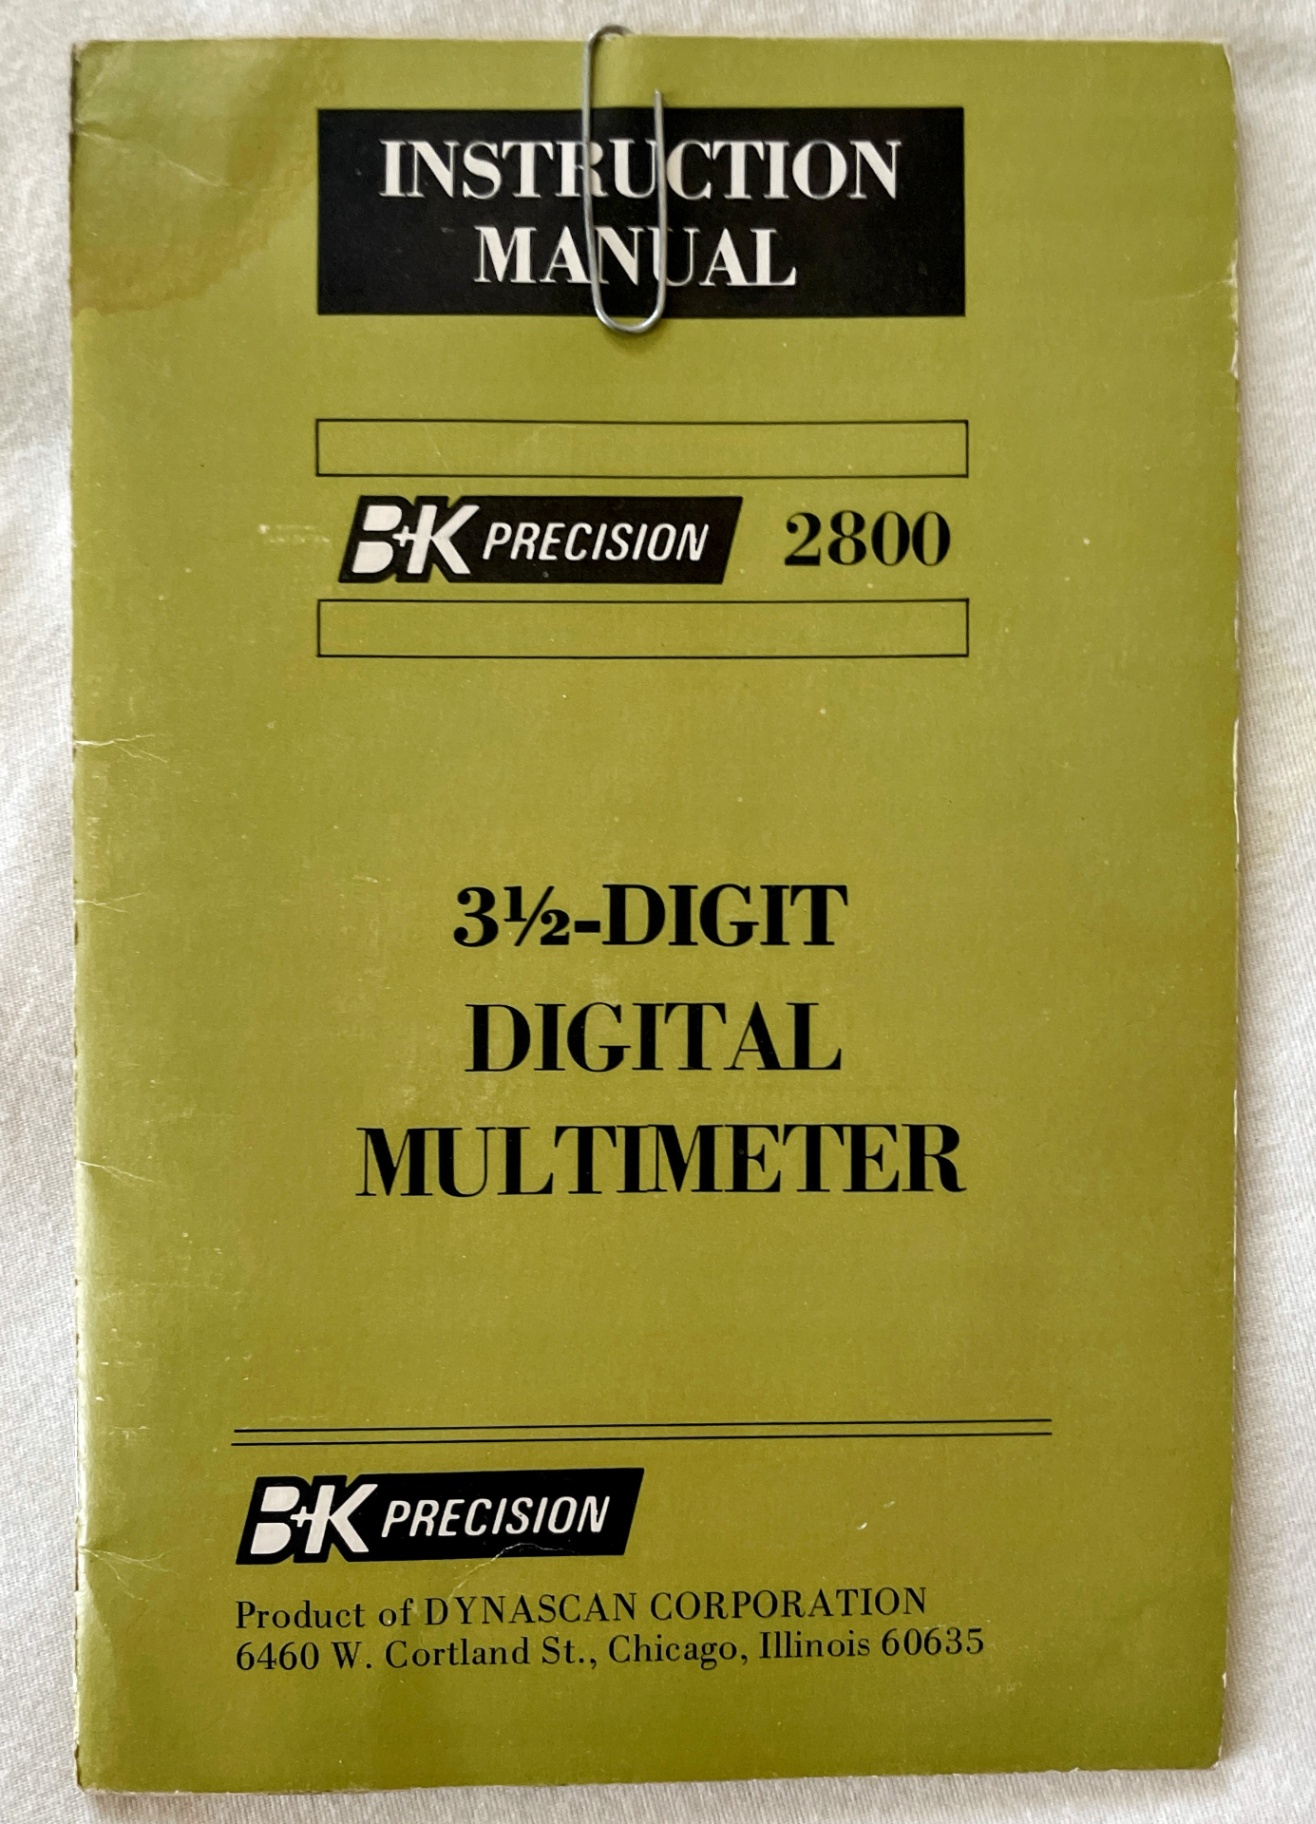 INSTRUCTION
MANUAL
B+K PRECISION 2800
3½-DIGIT
DIGITAL
MULTIMETER
B+K PRECISION
Product of DYNASCAN CORPORATION
6460 W. Cortland St., Chicago, Illinois 60635